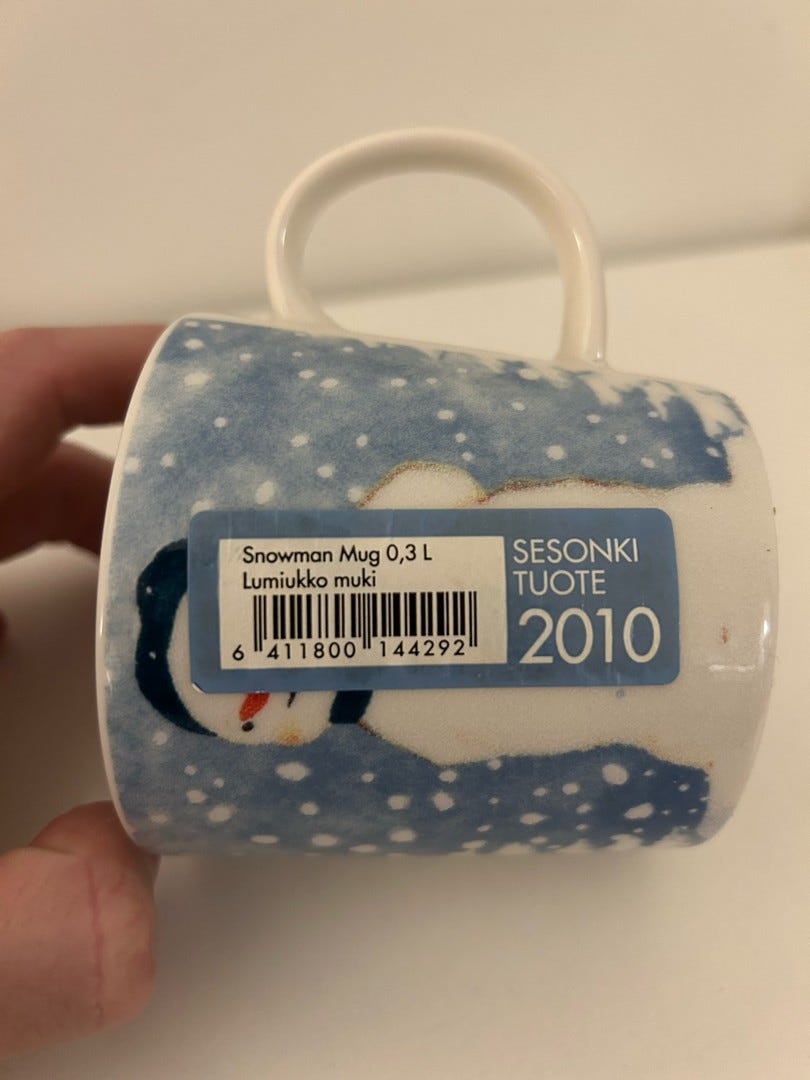 Snowman Mug 0,3 L
Lumiukko muki
6 411800 144292
SESONKI
TUOTE
2010